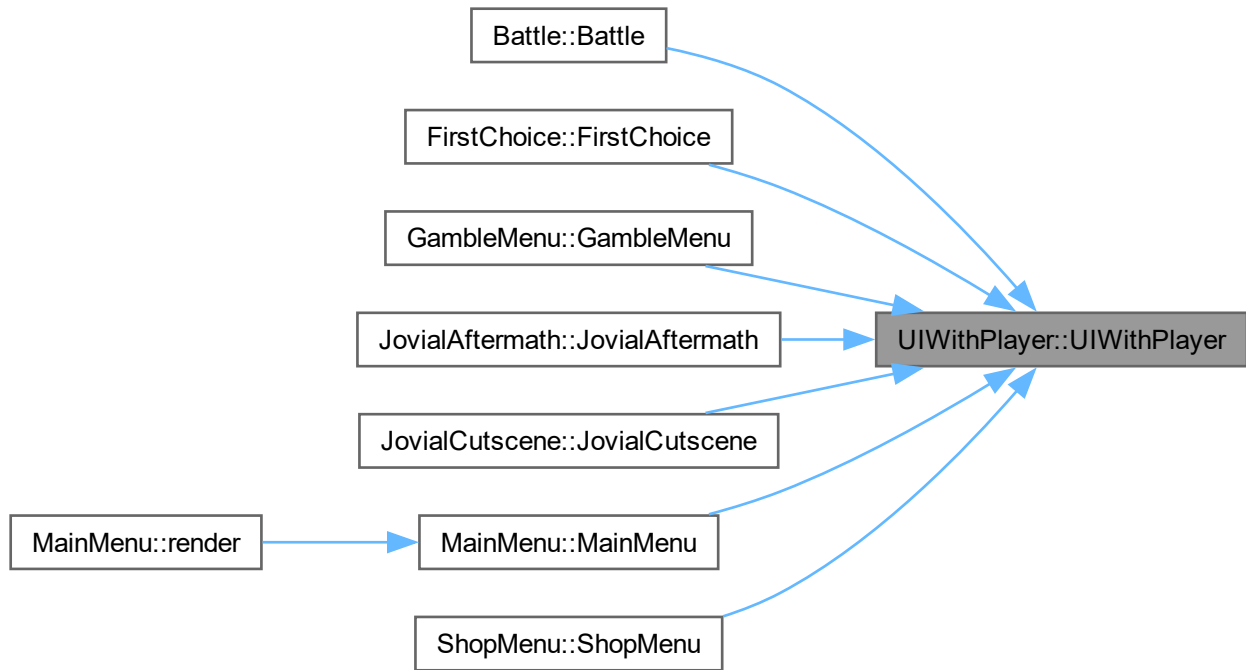 Battle::Battle
FirstChoice::FirstChoice
GambleMenu::GambleMenu
JovialAftermath::JovialAftermath
UIWithPlayer::UIWithPlayer
JovialCutscene::JovialCutscene
MainMenu::render
MainMenu::MainMenu
ShopMenu::ShopMenu